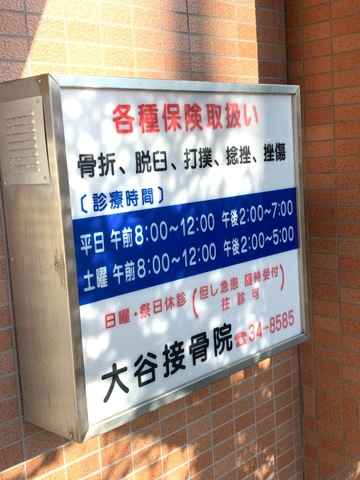 各種保険取扱い
骨折、脱臼、打撲、捻挫、挫傷
〔診療時間〕
平日 午前8:00～12:00 午後2:00～7:00
土曜 午前8:00～12:00 午後2:00～5:00
日曜・祭日休診(但し急患 随時受付 往診可)
大谷接骨院☎34-8585